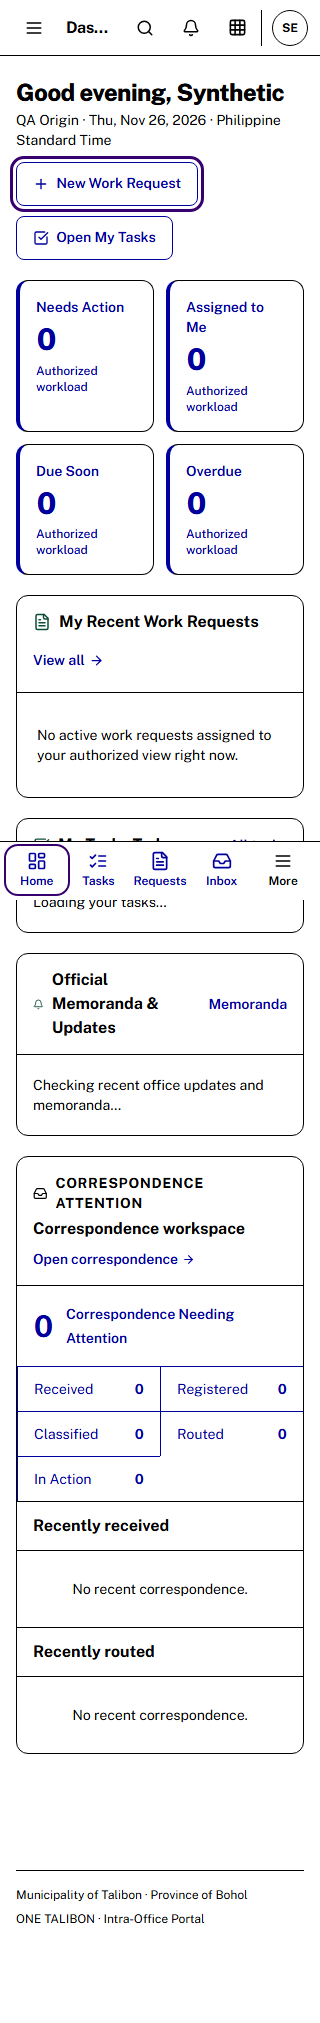 Das...
SE
Good evening, Synthetic
QA Origin · Thu, Nov 26, 2026 · Philippine
Standard Time
New Work Request
Open My Tasks
Needs Action
0
Authorized
workload
Assigned to
Me
0
Authorized
workload
Due Soon
0
Authorized
workload
Overdue
0
Authorized
workload
My Recent Work Requests
View all
No active work requests assigned to
your authorized view right now.
Home
Tasks
Requests
Inbox
More
Loading your tasks...
Official
Memoranda &
Updates
Memoranda
Checking recent office updates and
memoranda...
CORRESPONDENCE
ATTENTION
Correspondence workspace
Open correspondence
0
Correspondence Needing
Attention
Received 0
Registered 0
Classified 0
Routed 0
In Action 0
Recently received
No recent correspondence.
Recently routed
No recent correspondence.
Municipality of Talibon · Province of Bohol
ONE TALIBON · Intra-Office Portal